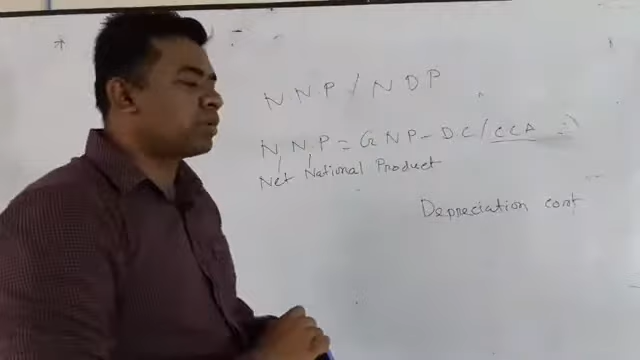 NNP / NDP
NNP = GNP - DC / CCA =)
Net National Product
Depreciation cost